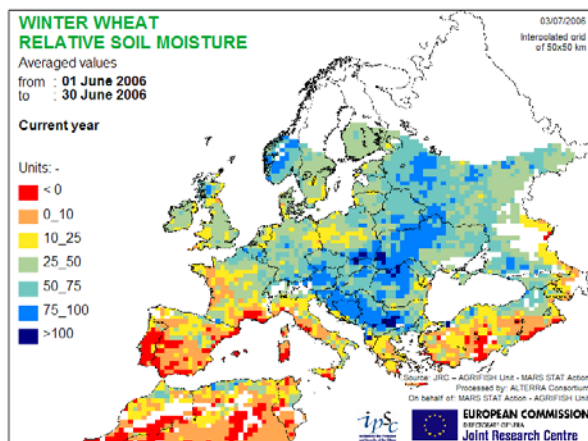 WINTER WHEAT
RELATIVE SOIL MOISTURE
03/07/2006
Interpolated grid
of 50x50 km
Averaged values
from : 01 June 2006
to : 30 June 2006
Current year
Units: -
< 0
0_10
10_25
25_50
50_75
75_100
>100
Source: JRC – AGRIFISH Unit - MARS STAT Action
Processed by: ALTERRA Consortium
On behalf of: MARS STAT Action - AGRIFISH Unit
ipsc
EUROPEAN COMMISSION
Joint Research Centre